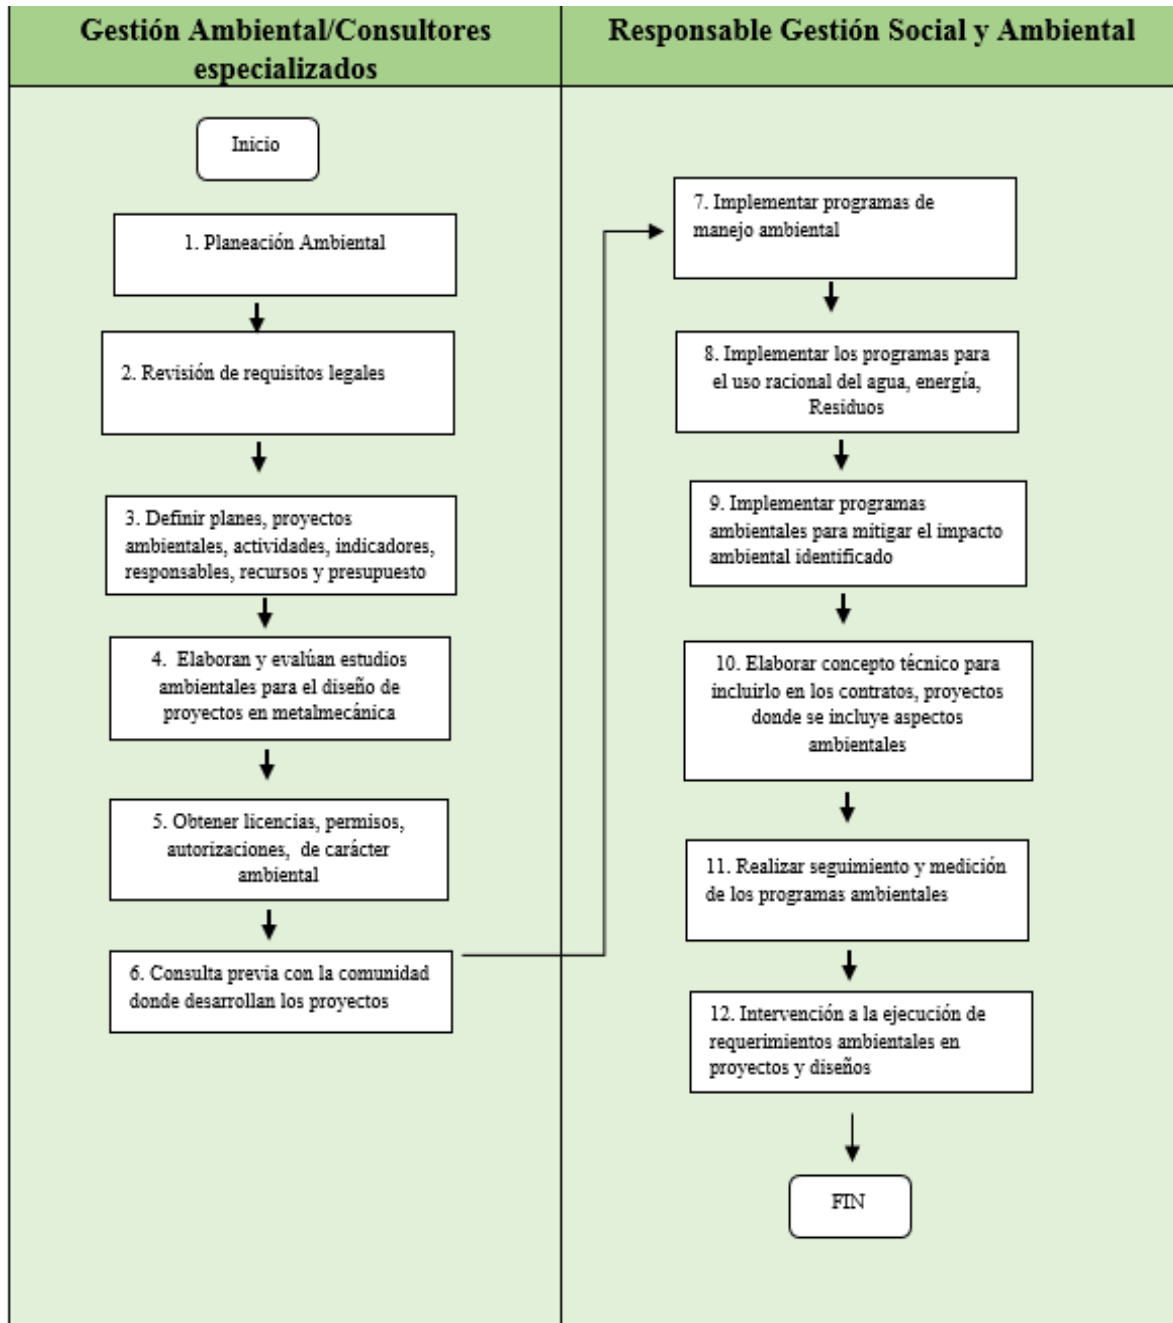 Gestión Ambiental/Consultores
especializados
Responsable Gestión Social y Ambiental
Inicio
1. Planeación Ambiental
2. Revisión de requisitos legales
3. Definir planes, proyectos
ambientales, actividades, indicadores,
responsables, recursos y presupuesto
4. Elaboran y evalúan estudios
ambientales para el diseño de
proyectos en metalmecánica
5. Obtener licencias, permisos,
autorizaciones, de carácter
ambiental
6. Consulta previa con la comunidad
donde desarrollan los proyectos
7. Implementar programas de
manejo ambiental
8. Implementar los programas para
el uso racional del agua, energía,
Residuos
9. Implementar programas
ambientales para mitigar el impacto
ambiental identificado
10. Elaborar concepto técnico para
incluirlo en los contratos, proyectos
donde se incluye aspectos
ambientales
11. Realizar seguimiento y medición
de los programas ambientales
12. Intervención a la ejecución de
requerimientos ambientales en
proyectos y diseños
FIN